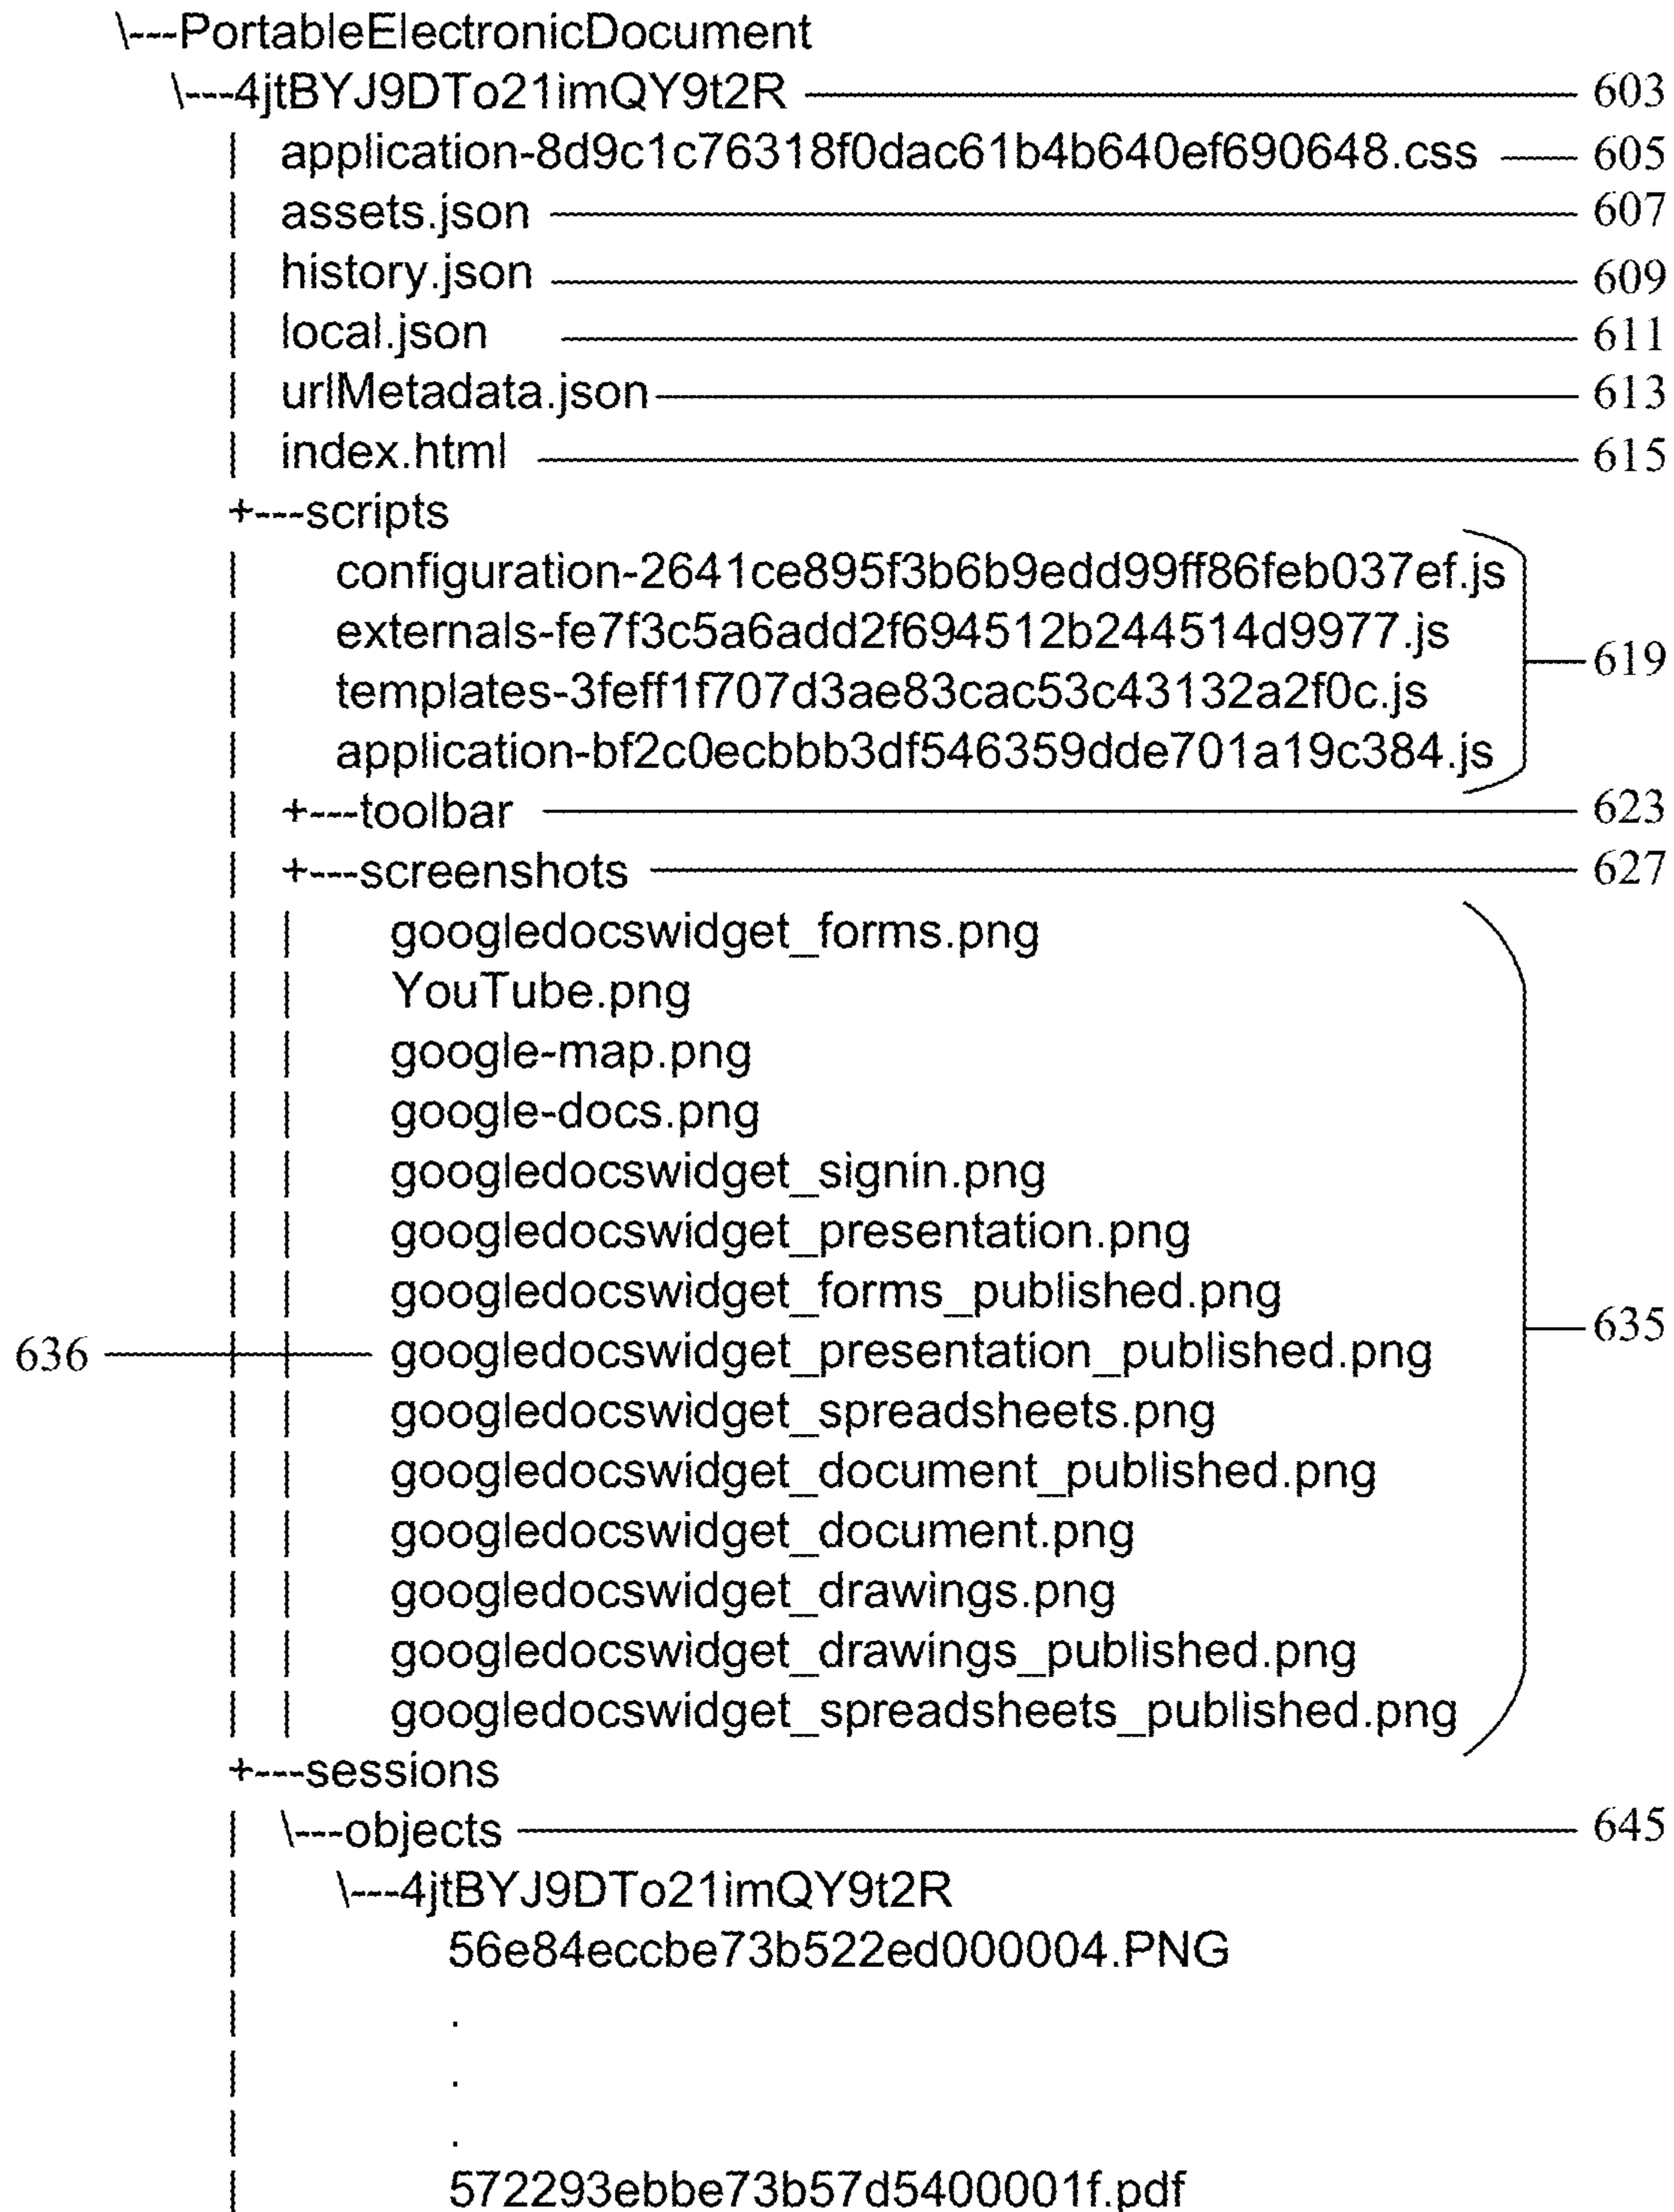 \---PortableElectronicDocument
\---4jtBYJ9DTo21imQY9t2R 603
| application-8d9c1c76318f0dac61b4b640ef690648.css 605
| assets.json 607
| history.json 609
| local.json 611
| urlMetadata.json 613
| index.html 615
+---scripts
| configuration-2641ce895f3b6b9edd99ff86feb037ef.js
| externals-fe7f3c5a6add2f694512b244514d9977.js
619
| templates-3feff1f707d3ae83cac53c43132a2f0c.js
| application-bf2c0ecbbb3df546359dde701a19c384.js
| +---toolbar 623
| +---screenshots 627
| | googledocswidget_forms.png
| | YouTube.png
| | google-map.png
| | google-docs.png
| | googledocswidget_signin.png
| | googledocswidget_presentation.png
| | googledocswidget_forms_published.png
636 | | googledocswidget_presentation_published.png 635
| | googledocswidget_spreadsheets.png
| | googledocswidget_document_published.png
| | googledocswidget_document.png
| | googledocswidget_drawings.png
| | googledocswidget_drawings_published.png
| | googledocswidget_spreadsheets_published.png
+---sessions
| \---objects 645
| \---4jtBYJ9DTo21imQY9t2R
| 56e84eccbe73b522ed000004.PNG
| .
| .
| .
| 572293ebbe73b57d5400001f.pdf